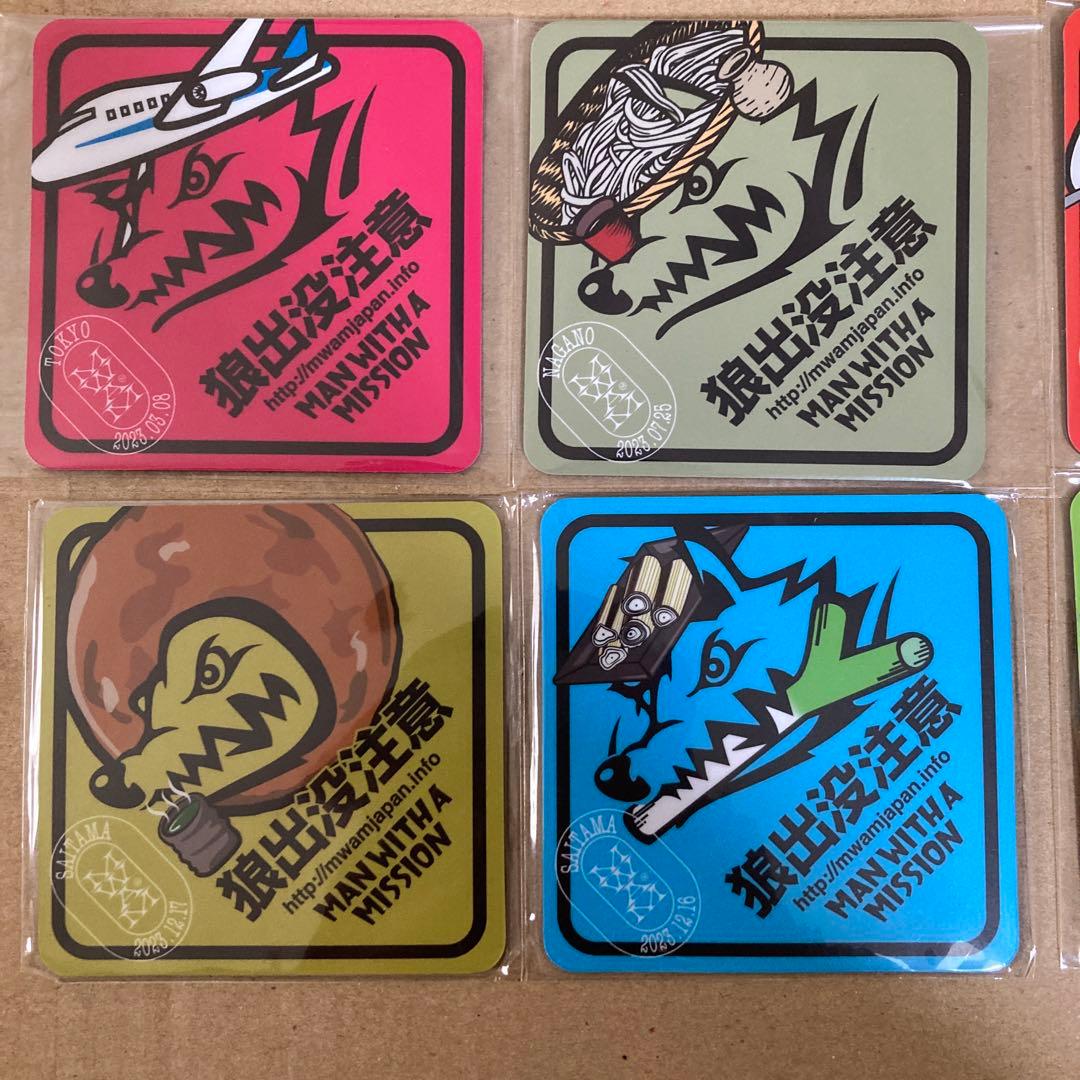 狼出没注意
http://mwamjapan.info
MAN WITH A
MISSION
TOKYO
2023.03.08
狼出没注意
http://mwamjapan.info
MAN WITH A
MISSION
NAGANO
2023.07.25
狼出没注意
http://mwamjapan.info
MAN WITH A
MISSION
SAITAMA
2023.12.17
狼出没注意
http://mwamjapan.info
MAN WITH A
MISSION
SAITAMA
2023.12.16